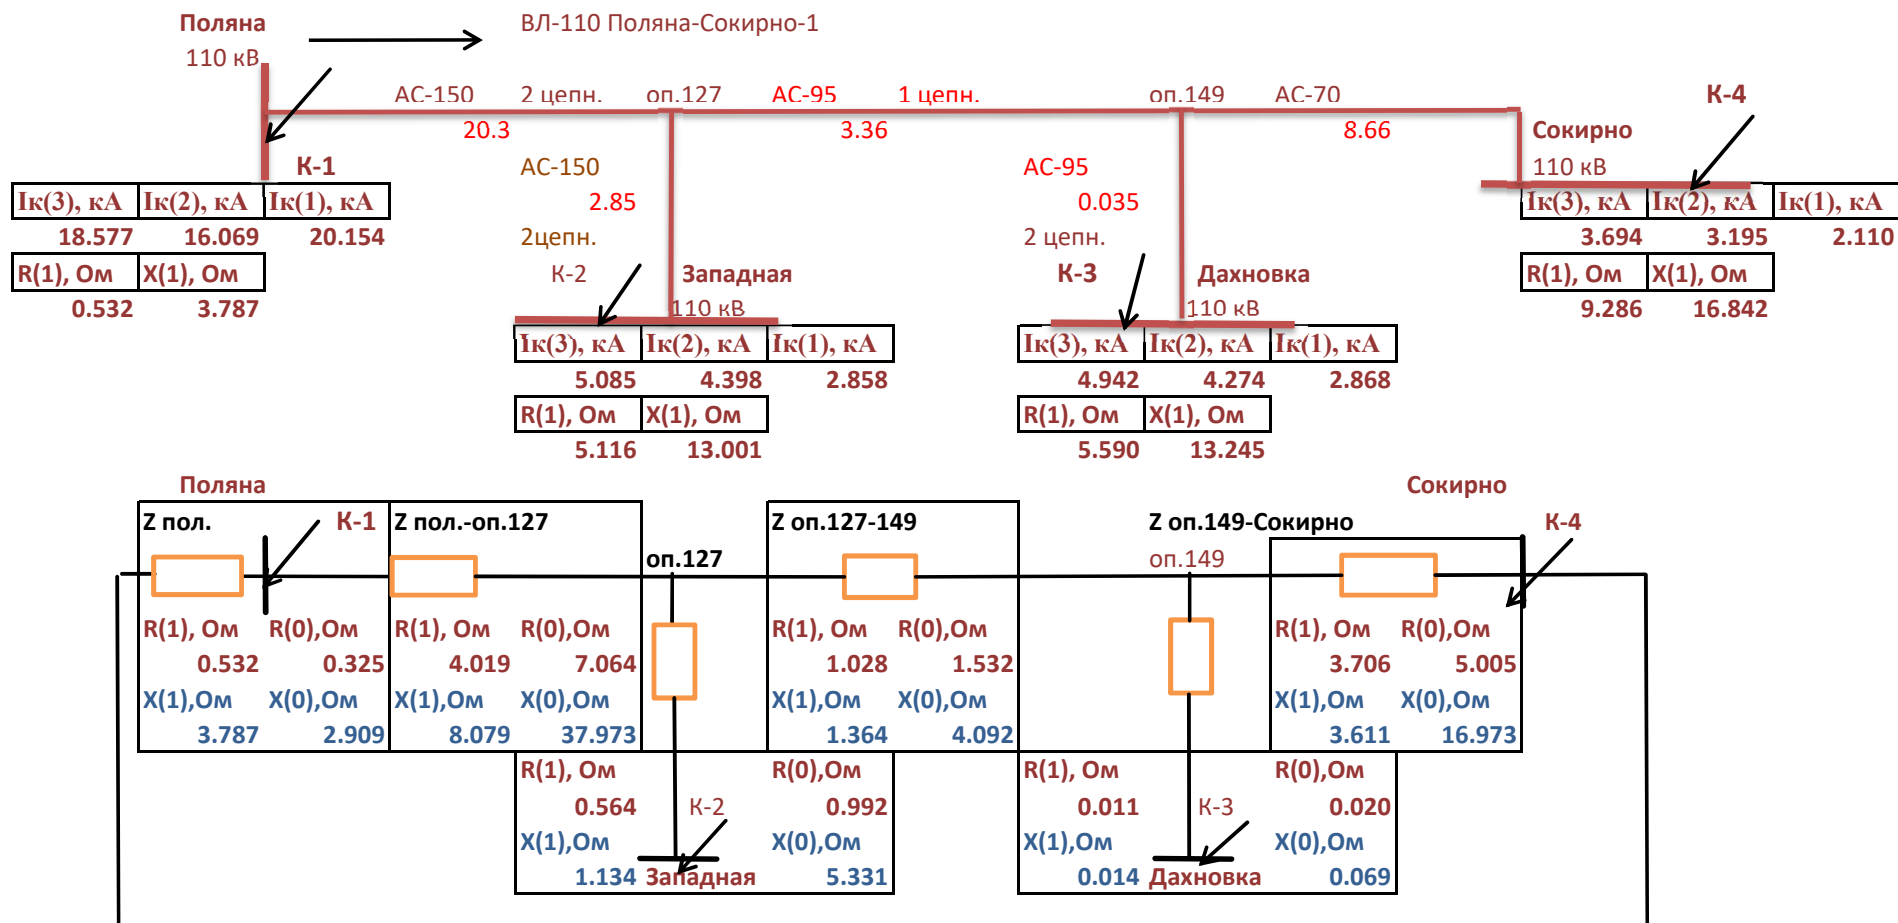 Поляна
ВЛ-110 Поляна-Сокирно-1
110 кВ
АС-150 2 цепн. оп.127 АС-95 1 цепн. оп.149 АС-70 К-4
20.3 3.36 8.66 Сокирно
К-1 АС-150 АС-95 110 кВ
Iк(3), кА Iк(2), кА Iк(1), кА 2.85 0.035 Iк(3), кА Iк(2), кА Iк(1), кА
18.577 16.069 20.154 2цепн. 2 цепн. 3.694 3.195 2.110
R(1), Ом X(1), Ом К-2 Западная К-3 Дахновка R(1), Ом X(1), Ом
0.532 3.787 110 кВ 110 кВ 9.286 16.842
Iк(3), кА Iк(2), кА Iк(1), кА Iк(3), кА Iк(2), кА Iк(1), кА
5.085 4.398 2.858 4.942 4.274 2.868
R(1), Ом X(1), Ом R(1), Ом X(1), Ом
5.116 13.001 5.590 13.245
Поляна Сокирно
Z пол. К-1 Z пол.-оп.127 Z оп.127-149 Z оп.149-Сокирно К-4
оп.127 оп.149
R(1), Ом R(0),Ом R(1), Ом R(0),Ом R(1), Ом R(0),Ом R(1), Ом R(0),Ом
0.532 0.325 4.019 7.064 1.028 1.532 3.706 5.005
X(1),Ом X(0),Ом X(1),Ом X(0),Ом X(1),Ом X(0),Ом X(1),Ом X(0),Ом
3.787 2.909 8.079 37.973 1.364 4.092 3.611 16.973
R(1), Ом R(0),Ом R(1), Ом R(0),Ом
0.564 К-2 0.992 0.011 К-3 0.020
X(1),Ом X(0),Ом X(1),Ом X(0),Ом
1.134 Западная 5.331 0.014 Дахновка 0.069